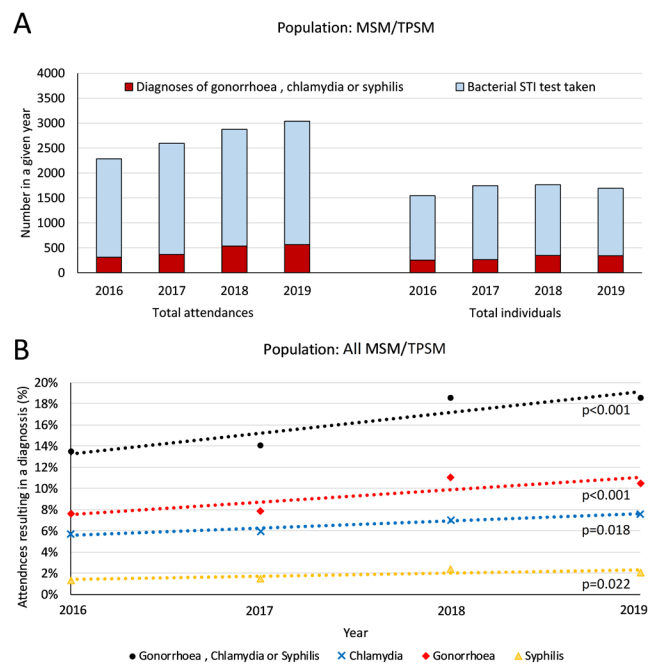 A
Population: MSM/TPSM
Number in a given year
4000
3500
3000
2500
2000
1500
1000
500
0
Diagnoses of gonorrhoea , chlamydia or syphilis
Bacterial STI test taken
2016 2017 2018 2019 2016 2017 2018 2019
Total attendances Total individuals
B
Population: All MSM/TPSM
Attendnces resulting in a diagnosis (%)
20%
18%
16%
14%
12%
10%
8%
6%
4%
2%
0%
p<0.001
p<0.001
p=0.018
p=0.022
2016 2017 2018 2019
Year
Gonorrhoea , Chlamydia or Syphilis Chlamydia Gonorrhoea Syphilis